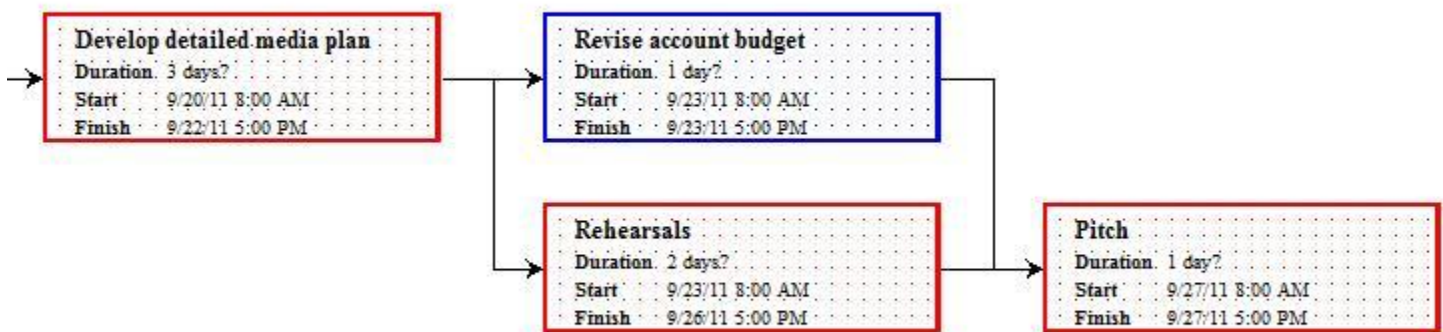 Develop detailed media plan
Duration 3 days?
Start 9/20/11 8:00 AM
Finish 9/22/11 5:00 PM
Revise account budget
Duration 1 day?
Start 9/23/11 8:00 AM
Finish 9/23/11 5:00 PM
Rehearsals
Duration 2 days?
Start 9/23/11 8:00 AM
Finish 9/26/11 5:00 PM
Pitch
Duration 1 day?
Start 9/27/11 8:00 AM
Finish 9/27/11 5:00 PM